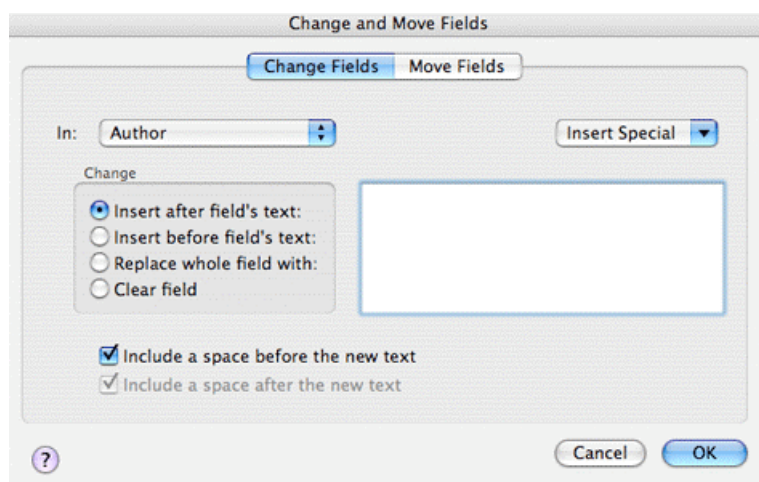 Change and Move Fields
Change Fields Move Fields
In: Author Insert Special
Change
Insert after field's text:
Insert before field's text:
Replace whole field with:
Clear field
Include a space before the new text
Include a space after the new text
? Cancel OK